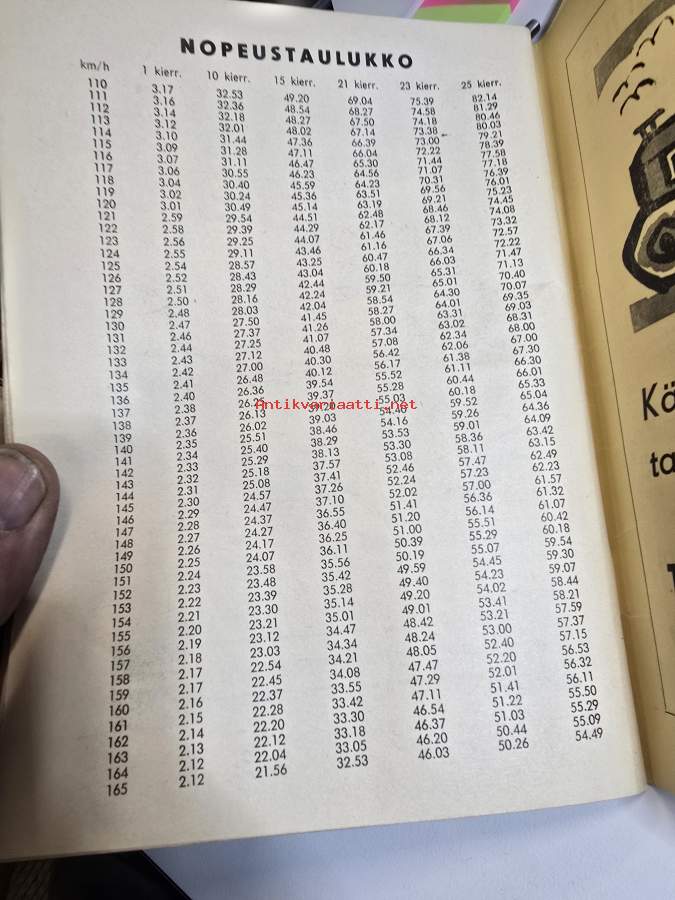 NOPEUSTAULUKKO
km/h 1 kierr. 10 kierr. 15 kierr. 21 kierr. 23 kierr. 25 kierr.
110 3.17 32.53 49.20 69.04 75.39 82.14
111 3.16 32.36 48.54 68.27 74.58 81.29
112 3.14 32.18 48.27 67.50 74.18 80.46
113 3.12 32.01 48.02 67.14 73.38 80.03
114 3.10 31.44 47.36 66.39 73.00 79.21
115 3.09 31.28 47.11 66.04 72.22 78.39
116 3.07 31.11 46.47 65.30 71.44 77.58
117 3.06 30.55 46.23 64.56 71.07 77.18
118 3.04 30.40 45.59 64.23 70.31 76.39
119 3.02 30.24 45.36 63.51 69.56 76.01
120 3.01 30.49 45.14 63.19 69.21 75.23
121 2.59 29.54 44.51 62.48 68.46 74.45
122 2.58 29.39 44.29 62.17 68.12 74.08
123 2.56 29.25 44.07 61.46 67.39 73.32
124 2.55 29.11 43.46 61.16 67.06 72.57
125 2.54 28.57 43.25 60.47 66.34 72.22
126 2.52 28.43 43.04 60.18 66.03 71.47
127 2.51 28.29 42.44 59.50 65.31 71.13
128 2.50 28.16 42.24 59.21 65.01 70.40
129 2.48 28.03 42.04 58.54 64.30 70.07
130 2.47 27.50 41.45 58.27 64.01 69.35
131 2.46 27.37 41.26 58.00 63.31 69.03
132 2.44 27.25 41.07 57.34 63.02 68.31
133 2.43 27.12 40.48 57.08 62.34 68.00
134 2.42 27.00 40.30 56.42 62.06 67.00
135 2.41 26.48 40.12 56.17 61.38 67.30
136 2.40 26.36 39.54 55.52 61.11 66.30
137 2.38 26.25 39.37 55.28 60.44 66.01
138 2.37 26.13 39.20 55.03 60.18 65.33
139 2.36 26.02 39.03 54.40 59.52 65.04
140 2.35 25.51 38.46 54.16 59.26 64.36
141 2.34 25.40 38.29 53.53 59.01 64.09
142 2.33 25.29 38.13 53.30 58.36 63.42
143 2.32 25.18 37.57 53.08 58.11 63.15
144 2.31 25.08 37.41 52.46 57.47 62.49
145 2.30 24.57 37.26 52.24 57.23 62.23
146 2.29 24.47 37.10 52.02 57.00 61.57
147 2.28 24.37 36.55 51.41 56.36 61.32
148 2.27 24.27 36.40 51.20 56.14 61.07
149 2.26 24.17 36.25 51.00 55.51 60.42
150 2.25 24.07 36.11 50.39 55.29 60.18
151 2.24 23.58 35.56 50.19 55.07 59.54
152 2.23 23.48 35.42 49.59 54.45 59.30
153 2.22 23.39 35.28 49.40 54.23 59.07
154 2.21 23.30 35.14 49.20 54.02 58.44
155 2.20 23.21 35.01 49.01 53.41 58.21
156 2.19 23.12 34.47 48.42 53.21 57.59
157 2.18 23.03 34.34 48.24 53.00 57.37
158 2.17 22.54 34.21 48.05 52.40 57.15
159 2.17 22.45 34.08 47.47 52.20 56.53
160 2.16 22.37 33.55 47.29 52.01 56.32
161 2.15 22.28 33.42 47.11 51.41 56.11
162 2.14 22.20 33.30 46.54 51.22 55.50
163 2.13 22.12 33.18 46.37 51.03 55.29
164 2.12 22.04 33.05 46.20 50.44 55.09
165 2.12 21.56 32.53 46.03 50.26 54.49
Antikvariaatti.net
Kä
ta